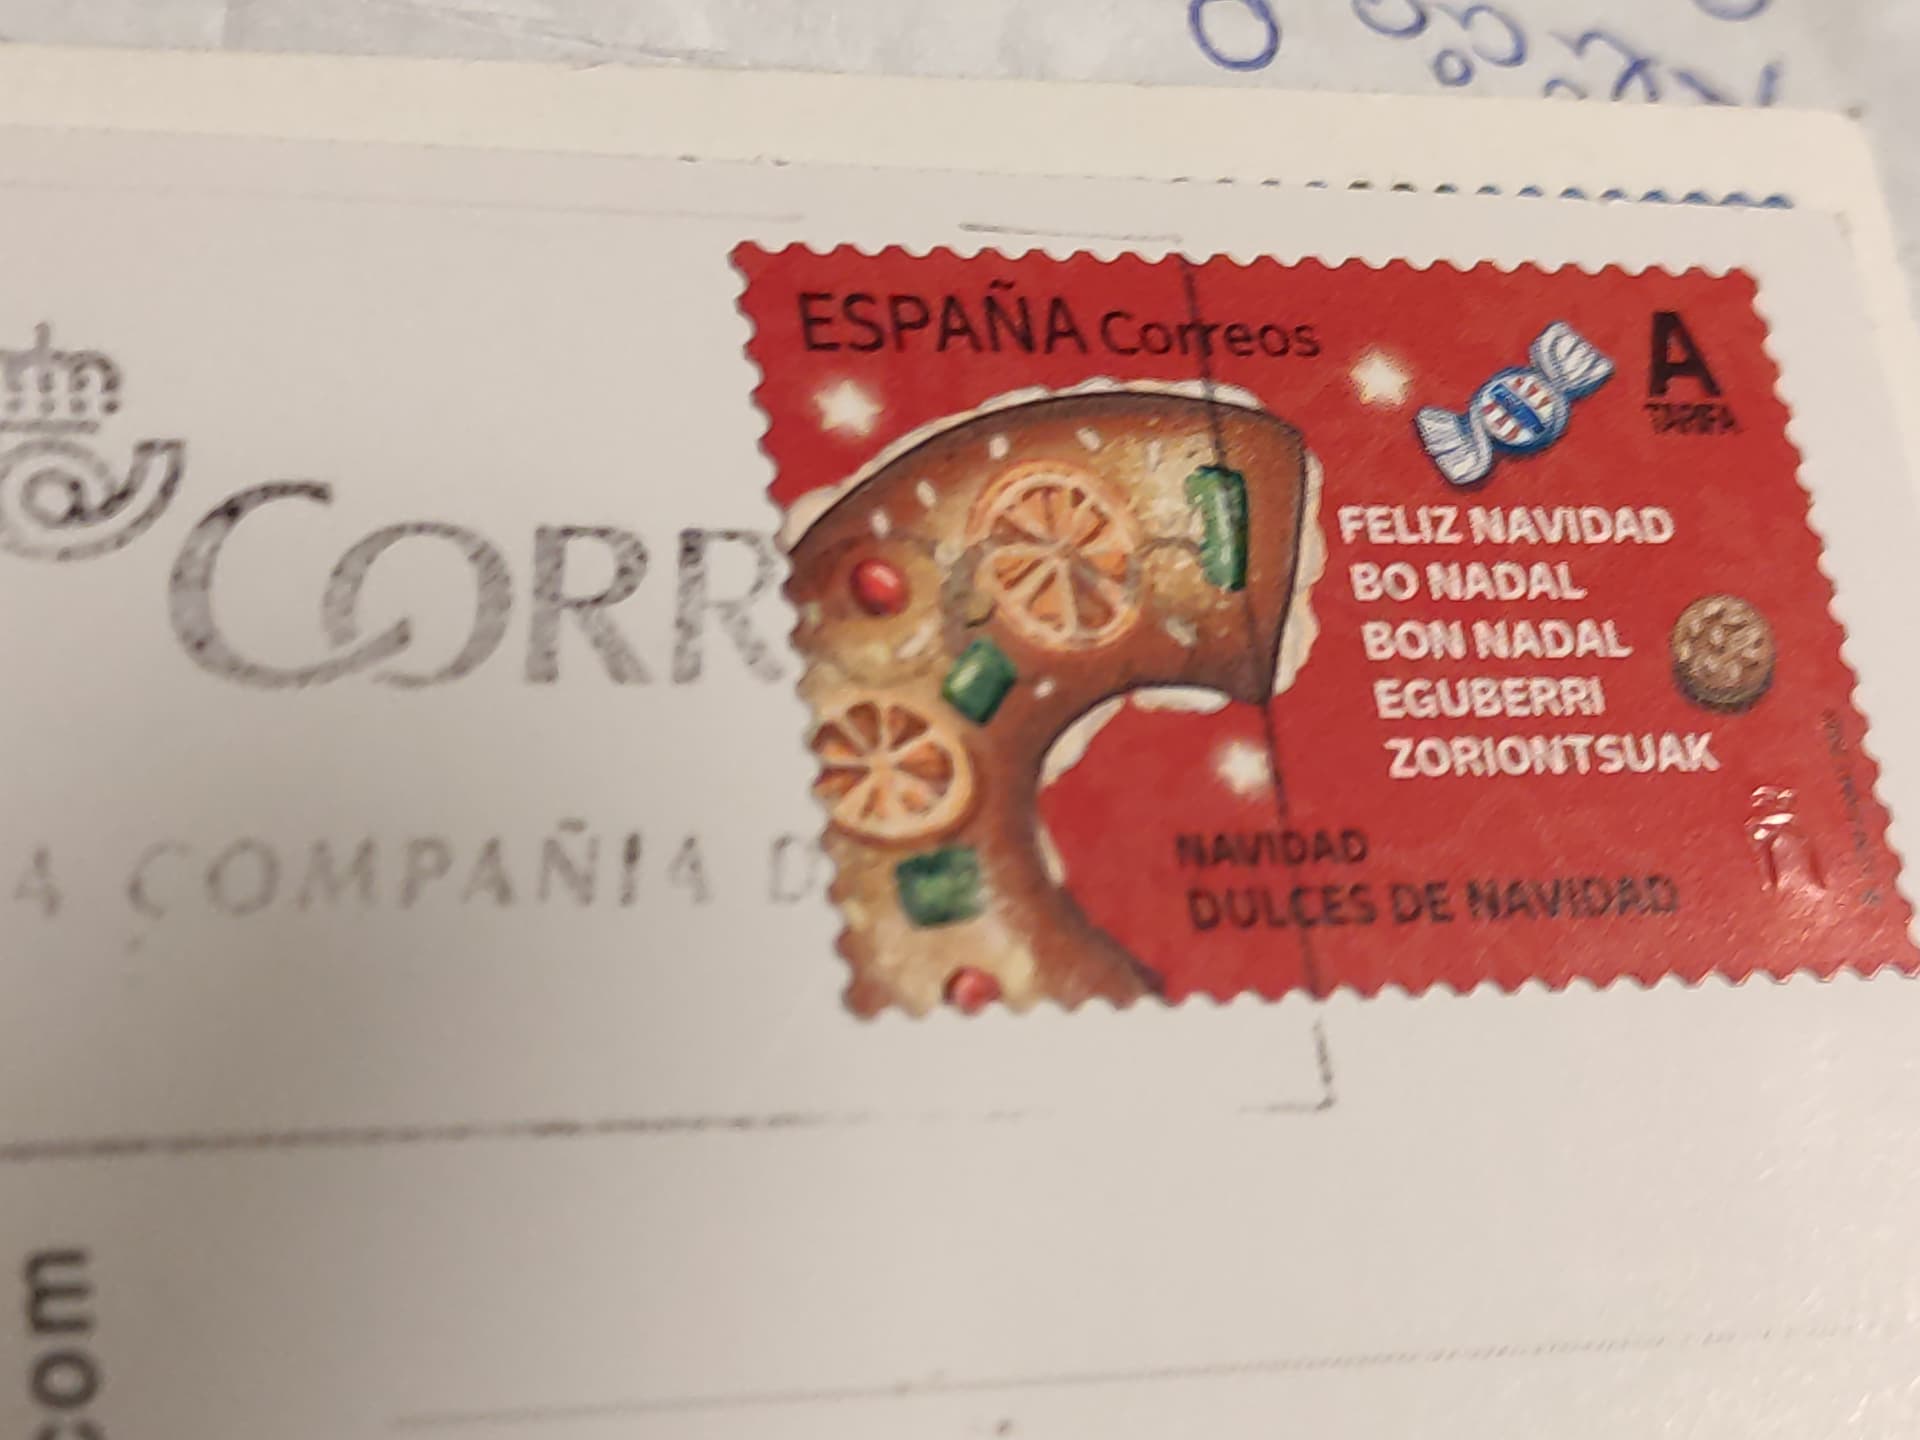 ESPAÑA Correos
A
TARIFA
FELIZ NAVIDAD
BO NADAL
BON NADAL
EGUBERRI
ZORIONTSUAK
NAVIDAD
DULCES DE NAVIDAD
CORR
A COMPAÑIA D
com